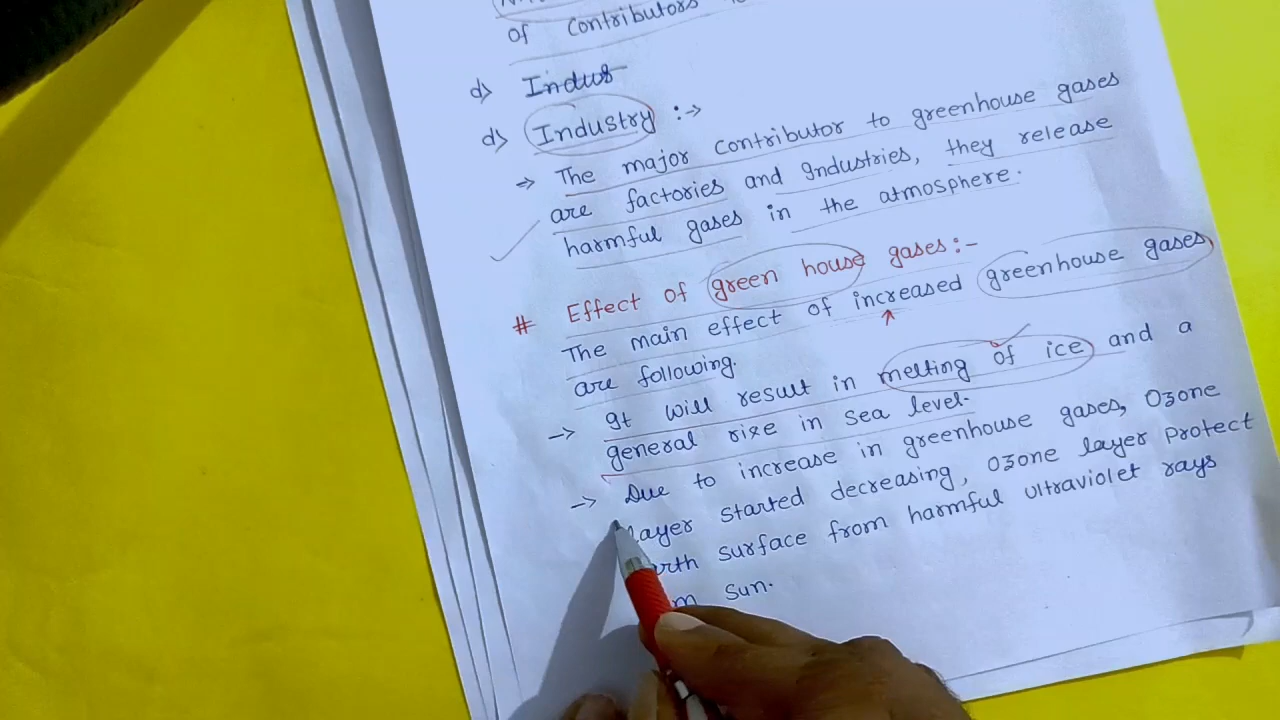 of contributors
d) Indus
d) Industry :→
⇒ The major contributor to greenhouse gases
are factories and Industries, they release
harmful gases in the atmosphere.
# Effect of green house gases:-
The main effect of increased greenhouse gases
are following.
→ It will result in melting of ice and a
general rise in sea level.
→ Due to increase in greenhouse gases, Ozone
layer started decreasing, Ozone layer protect
surface from harmful ultraviolet rays
sun.